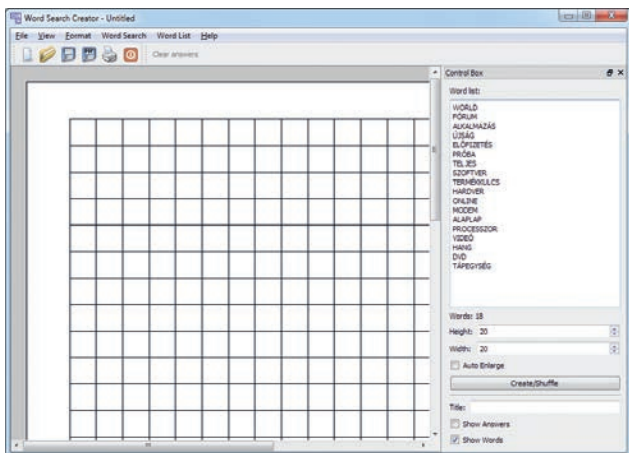 Word Search Creator - Untitled
File View Format Word Search Word List Help
Clear answers
Control Box
Word list:
WORLD
FÓRUM
ALKALMAZÁS
ÚJSÁG
ELŐFIZETÉS
PRÓBA
TELJES
SZOFTVER
TERMÉKKULCS
HARDVER
ONLINE
MODEM
ALAPLAP
PROCESSZOR
VIDEÓ
HANG
DVD
TÁPEGYSÉG
Words: 18
Height: 20
Width: 20
Auto Enlarge
Create/Shuffle
Title:
Show Answers
Show Words